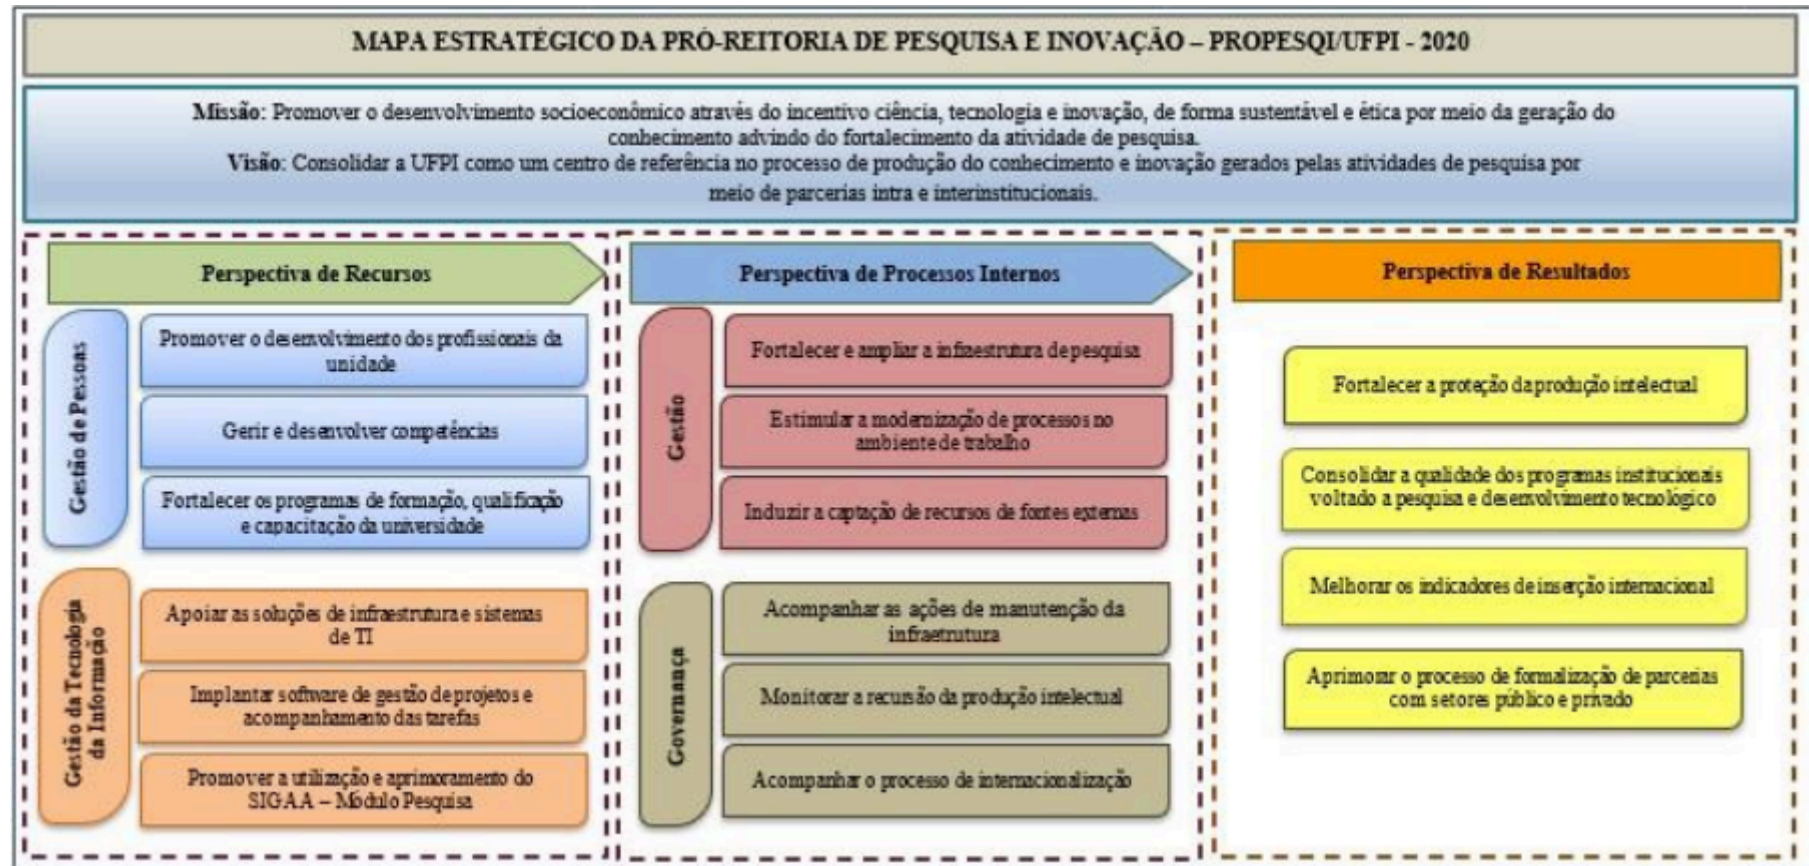 MAPA ESTRATÉGICO DA PRÓ-REITORIA DE PESQUISA E INOVAÇÃO – PROPESQI/UFPI - 2020
Missão: Promover o desenvolvimento socioeconômico através do incentivo ciência, tecnologia e inovação, de forma sustentável e ética por meio da geração do
conhecimento advindo do fortalecimento da atividade de pesquisa.
Visão: Consolidar a UFPI como um centro de referência no processo de produção do conhecimento e inovação gerados pelas atividades de pesquisa por
meio de parcerias intra e interinstitucionais.
Perspectiva de Recursos
Gestão de Pessoas
Promover o desenvolvimento dos profissionais da
unidade
Gerir e desenvolver competências
Fortalecer os programas de formação, qualificação
e capacitação da universidade
Gestão da Tecnologia
da Informação
Apoiar as soluções de infraestrutura e sistemas
de TI
Implantar software de gestão de projetos e
acompanhamento das tarefas
Promover a utilização e aprimoramento do
SIGAA – Módulo Pesquisa
Perspectiva de Processos Internos
Gestão
Fortalecer e ampliar a infraestrutura de pesquisa
Estimular a modernização de processos no
ambiente de trabalho
Induzir a captação de recursos de fontes externas
Governança
Acompanhar as ações de manutenção da
infraetrutura
Monitorar a recursão da produção intelectual
Acompanhar o processo de internacionalização
Perspectiva de Resultados
Fortalecer a proteção da produção intelectual
Consolidar a qualidade dos programas institucionais
voltado a pesquisa e desenvolvimento tecnológico
Melhorar os indicadores de inserção internacional
Aprimorar o processo de formalização de parcerias
com setores público e privado